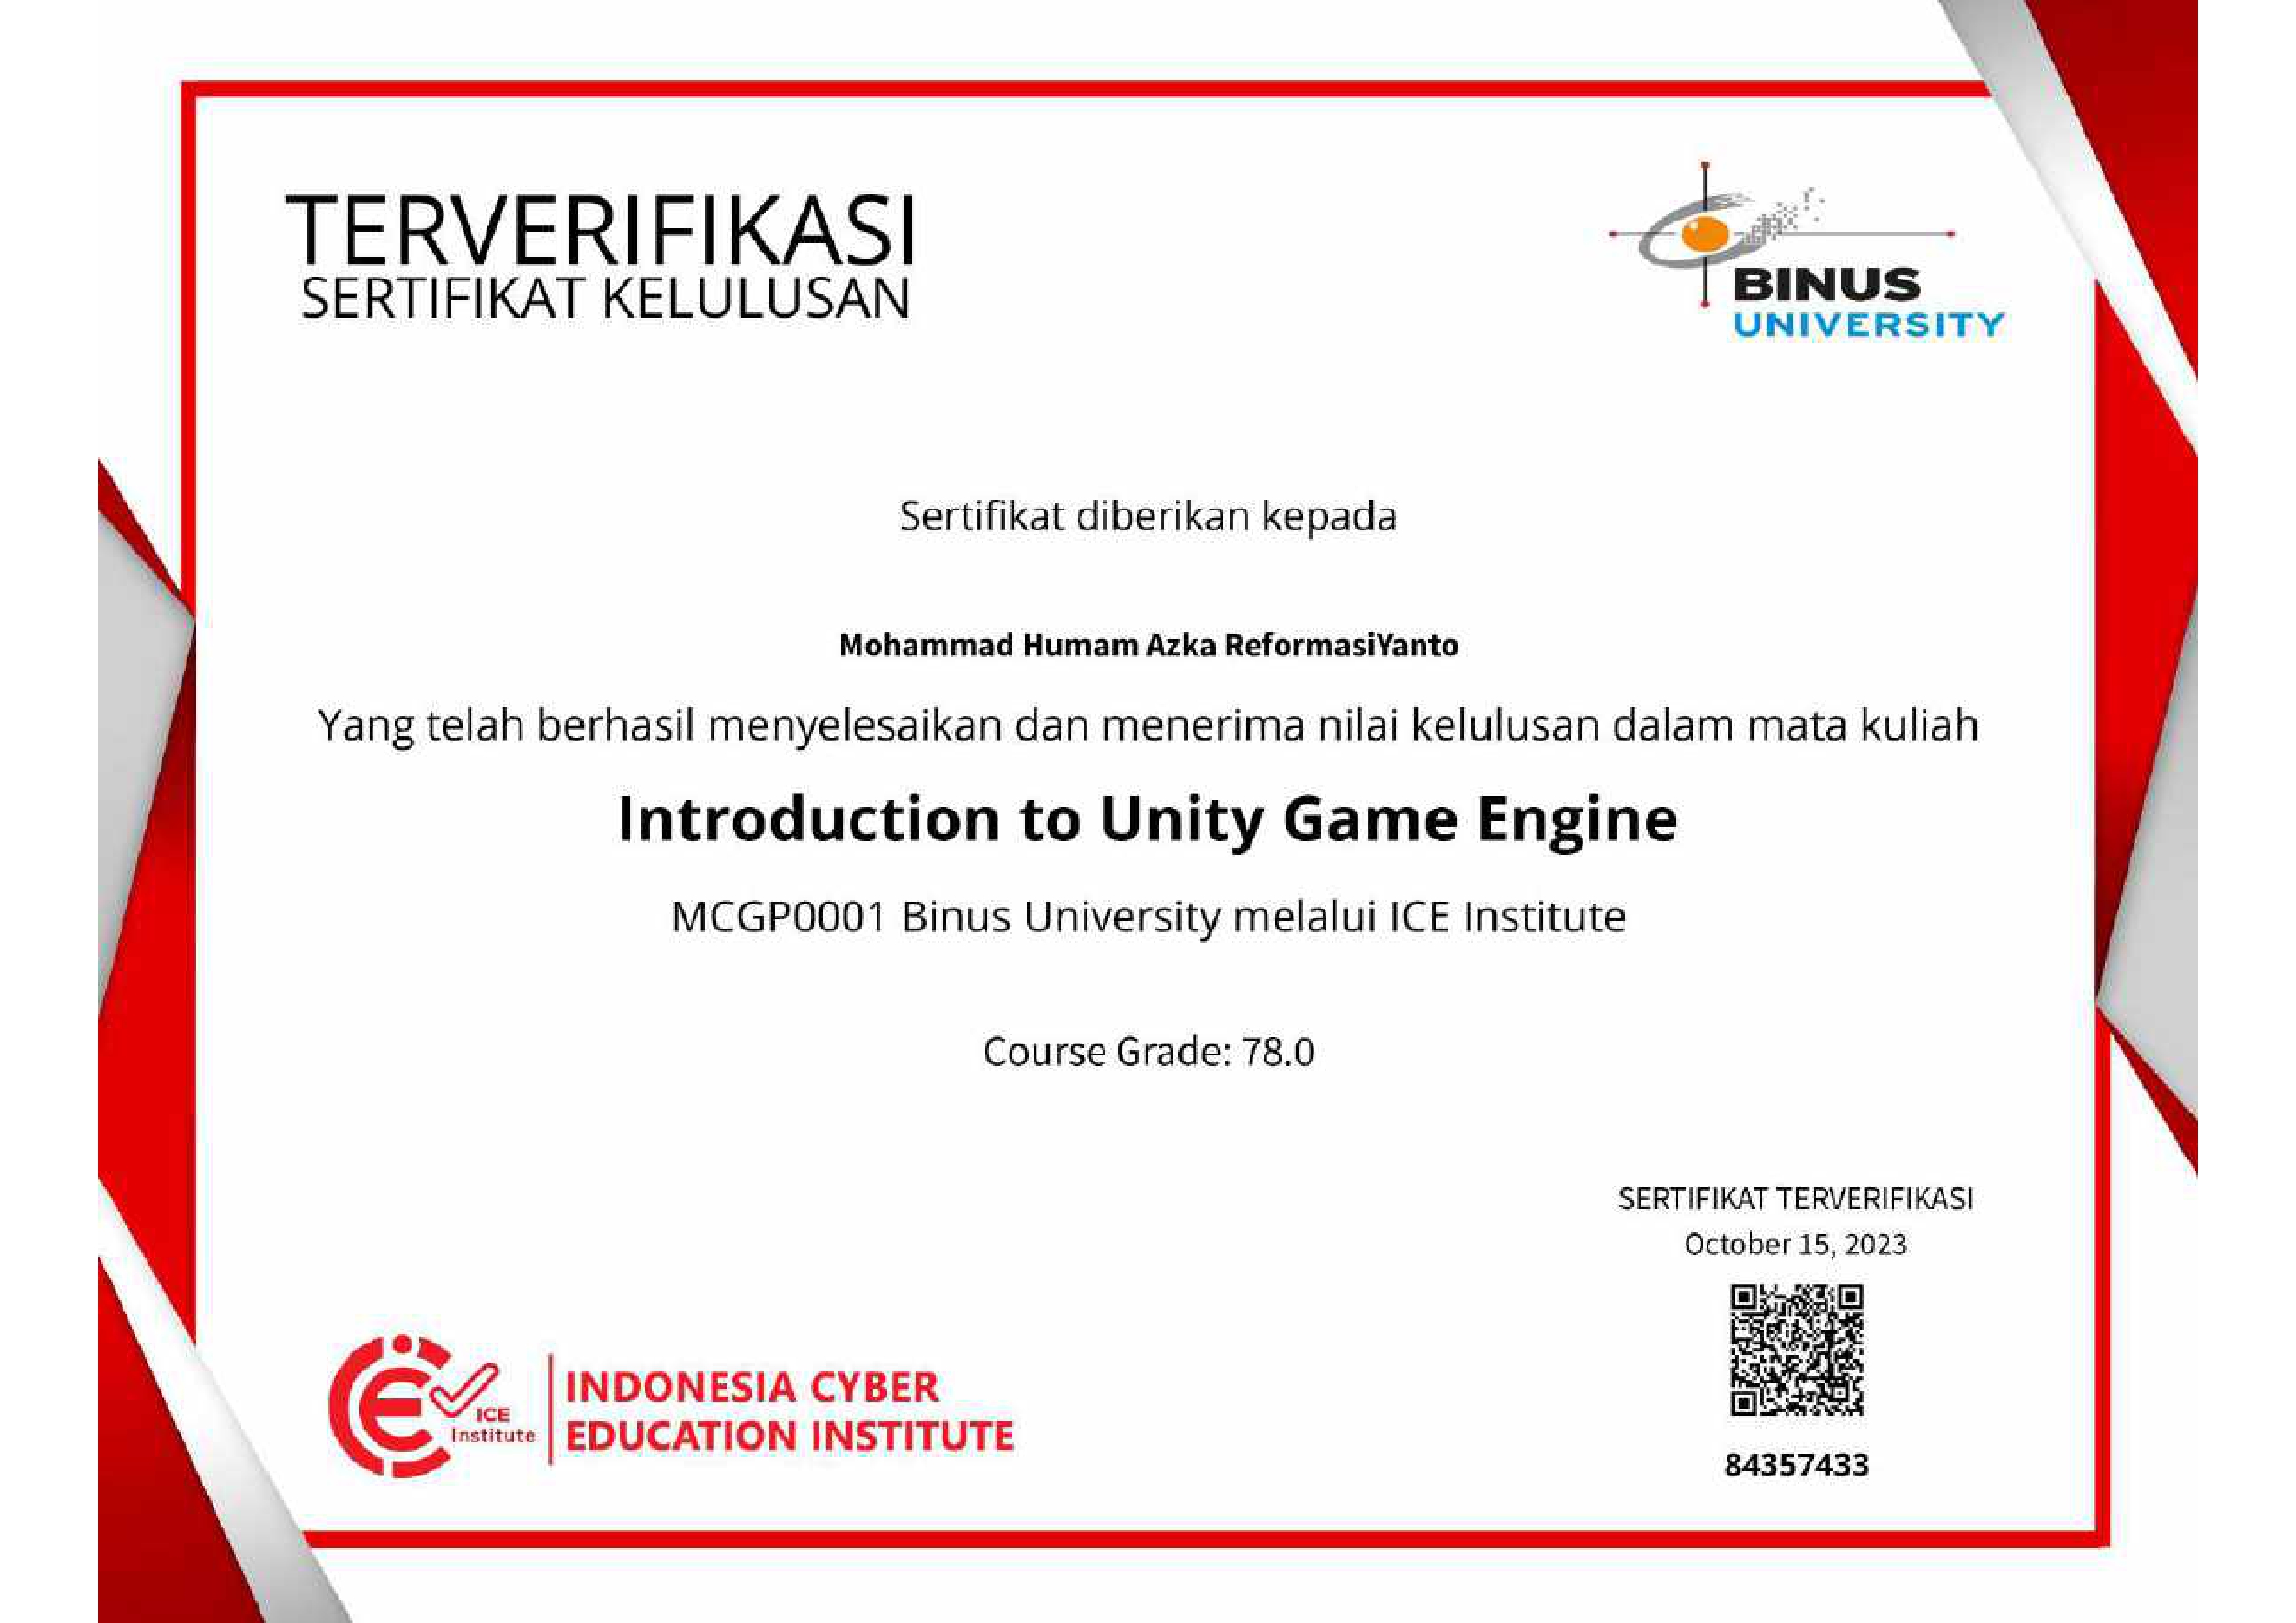 TERVERIFIKASI
SERTIFIKAT KELULUSAN
BINUS
UNIVERSITY
Sertifikat diberikan kepada
Mohammad Humam Azka ReformasiYanto
Yang telah berhasil menyelesaikan dan menerima nilai kelulusan dalam mata kuliah
Introduction to Unity Game Engine
MCGP0001 Binus University melalui ICE Institute
Course Grade: 78.0
SERTIFIKAT TERVERIFIKASI
October 15, 2023
84357433
ICE
Institute
INDONESIA CYBER
EDUCATION INSTITUTE